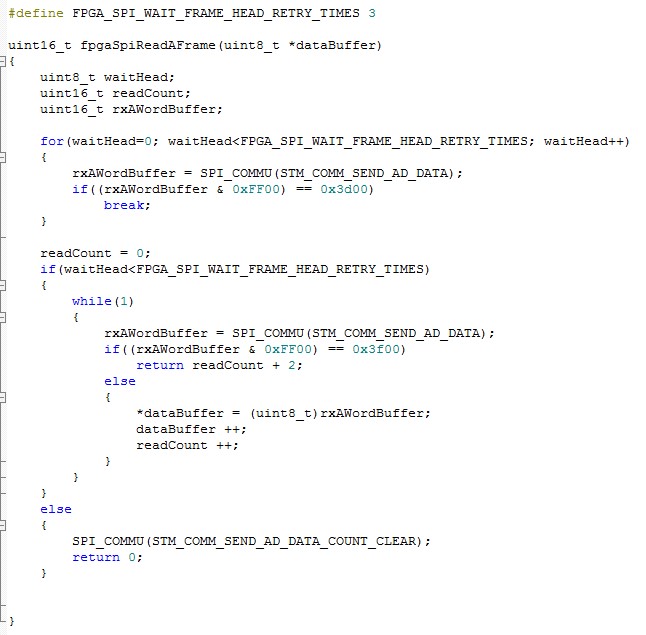 #define FPGA_SPI_WAIT_FRAME_HEAD_RETRY_TIMES 3
uint16_t fpgaSpiReadAFrame(uint8_t *dataBuffer)
{
    uint8_t waitHead;
    uint16_t readCount;
    uint16_t rxAWordBuffer;
    for(waitHead=0; waitHead<FPGA_SPI_WAIT_FRAME_HEAD_RETRY_TIMES; waitHead++)
    {
        rxAWordBuffer = SPI_COMMU(STM_COMM_SEND_AD_DATA);
        if((rxAWordBuffer & 0xFF00) == 0x3d00)
            break;
    }
    readCount = 0;
    if(waitHead<FPGA_SPI_WAIT_FRAME_HEAD_RETRY_TIMES)
    {
        while(1)
        {
            rxAWordBuffer = SPI_COMMU(STM_COMM_SEND_AD_DATA);
            if((rxAWordBuffer & 0xFF00) == 0x3f00)
                return readCount + 2;
            else
            {
                *dataBuffer = (uint8_t)rxAWordBuffer;
                dataBuffer ++;
                readCount ++;
            }
        }
    }
    else
    {
        SPI_COMMU(STM_COMM_SEND_AD_DATA_COUNT_CLEAR);
        return 0;
    }
}